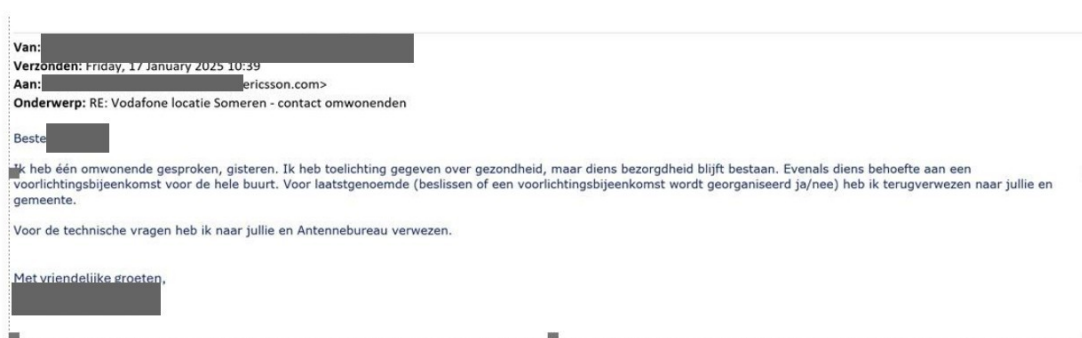 Van:
Verzonden: Friday, 17 January 2025 10:39
Aan: ericsson.com>
Onderwerp: RE: Vodafone locatie Someren - contact omwonenden
Beste
Ik heb één omwonende gesproken, gisteren. Ik heb toelichting gegeven over gezondheid, maar diens bezorgdheid blijft bestaan. Evenals diens behoefte aan een
voorlichtingsbijeenkomst voor de hele buurt. Voor laatstgenoemde (beslissen of een voorlichtingsbijeenkomst wordt georganiseerd ja/nee) heb ik terugverwezen naar jullie en
gemeente.
Voor de technische vragen heb ik naar jullie en Antennebureau verwezen.
Met vriendelijke groeten,